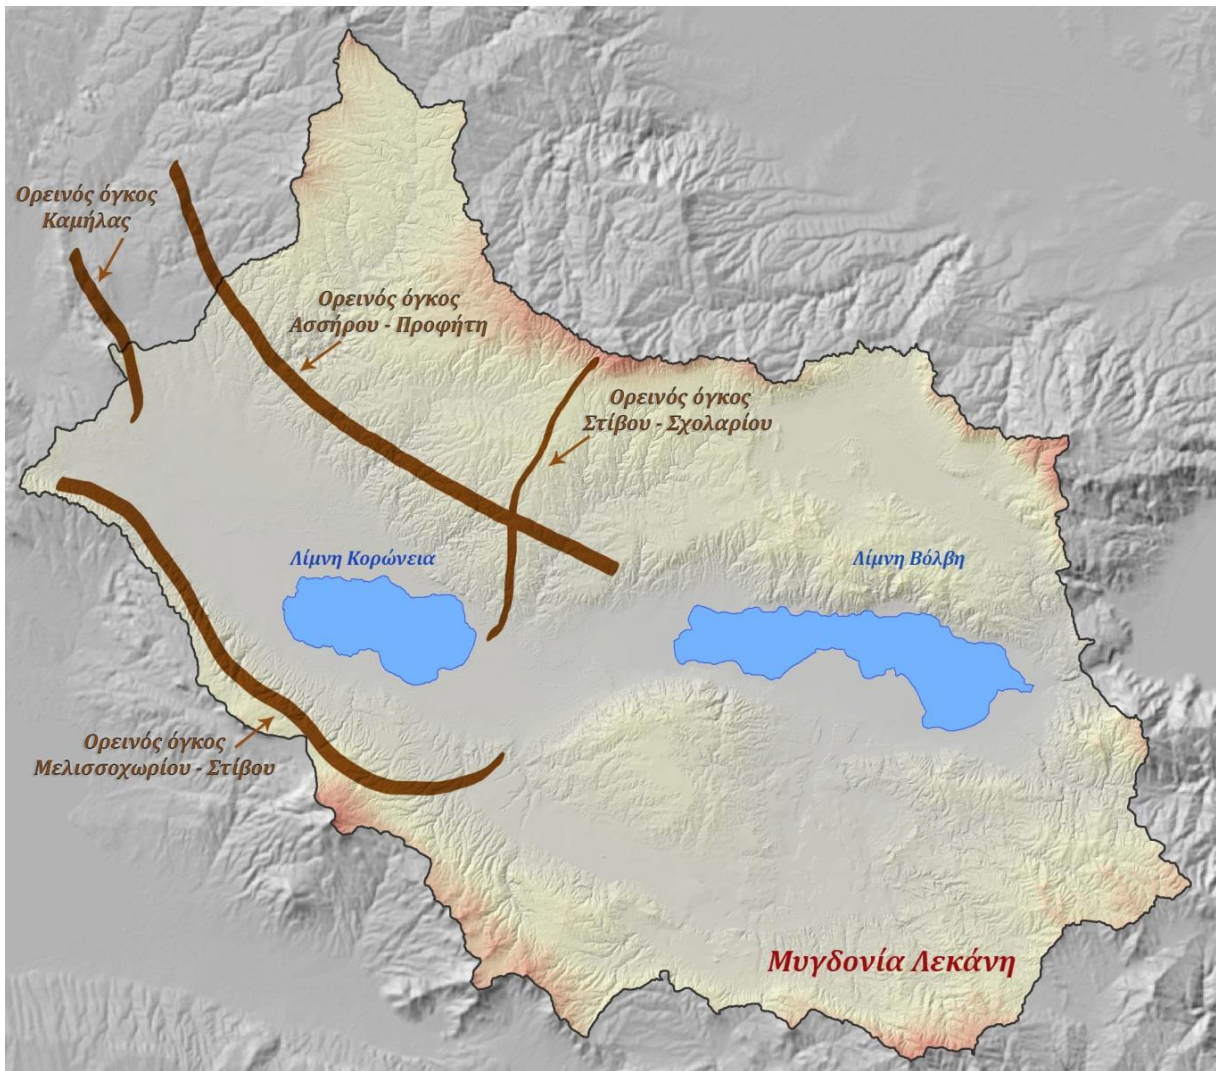 Ορεινός όγκος
Καμήλας
Ορεινός όγκος
Ασσήρου - Προφήτη
Ορεινός όγκος
Στίβου - Σχολαρίου
Λίμνη Κορώνεια
Λίμνη Βόλβη
Ορεινός όγκος
Μελισσοχωρίου - Στίβου
Μυγδονία Λεκάνη